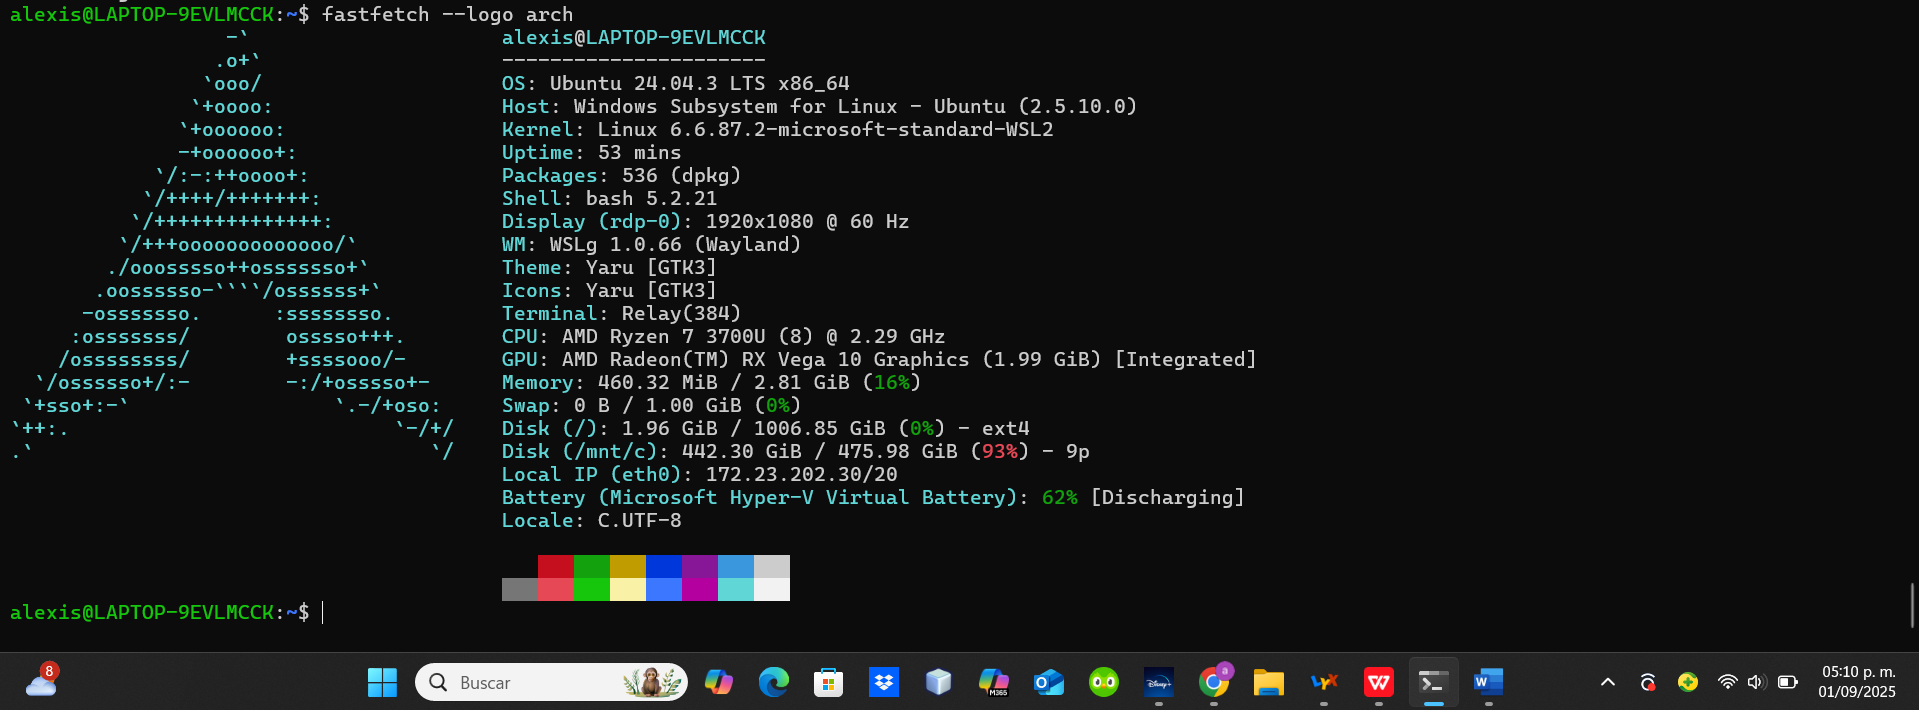 alexis@LAPTOP-9EVLMCCK:~$ fastfetch --logo arch
                  -`                     alexis@LAPTOP-9EVLMCCK
                 .o+`                    ----------------------
                `ooo/                    OS: Ubuntu 24.04.3 LTS x86_64
               `+oooo:                   Host: Windows Subsystem for Linux - Ubuntu (2.5.10.0)
              `+oooooo:                  Kernel: Linux 6.6.87.2-microsoft-standard-WSL2
              -+oooooo+:                 Uptime: 53 mins
            `/:-:++oooo+:                Packages: 536 (dpkg)
           `/++++/+++++++:               Shell: bash 5.2.21
          `/++++++++++++++:              Display (rdp-0): 1920x1080 @ 60 Hz
         `/+++ooooooooooooo/`            WM: WSLg 1.0.66 (Wayland)
        ./ooosssso++osssssso+`           Theme: Yaru [GTK3]
       .oossssso-````/ossssss+`          Icons: Yaru [GTK3]
      -osssssso.      :ssssssso.         Terminal: Relay(384)
     :osssssss/        osssso+++.        CPU: AMD Ryzen 7 3700U (8) @ 2.29 GHz
    /ossssssss/        +ssssooo/-        GPU: AMD Radeon(TM) RX Vega 10 Graphics (1.99 GiB) [Integrated]
  `/ossssso+/:-        -:/+osssso+-      Memory: 460.32 MiB / 2.81 GiB (16%)
 `+sso+:-`                 `.-/+oso:     Swap: 0 B / 1.00 GiB (0%)
`++:.                           `-/+/    Disk (/): 1.96 GiB / 1006.85 GiB (0%) - ext4
.`                                 `/    Disk (/mnt/c): 442.30 GiB / 475.98 GiB (93%) - 9p
                                         Local IP (eth0): 172.23.202.30/20
                                         Battery (Microsoft Hyper-V Virtual Battery): 62% [Discharging]
                                         Locale: C.UTF-8
alexis@LAPTOP-9EVLMCCK:~$
8
Buscar
M365
O
Disney+
a
LYX
W
W
05:10 p. m.
01/09/2025